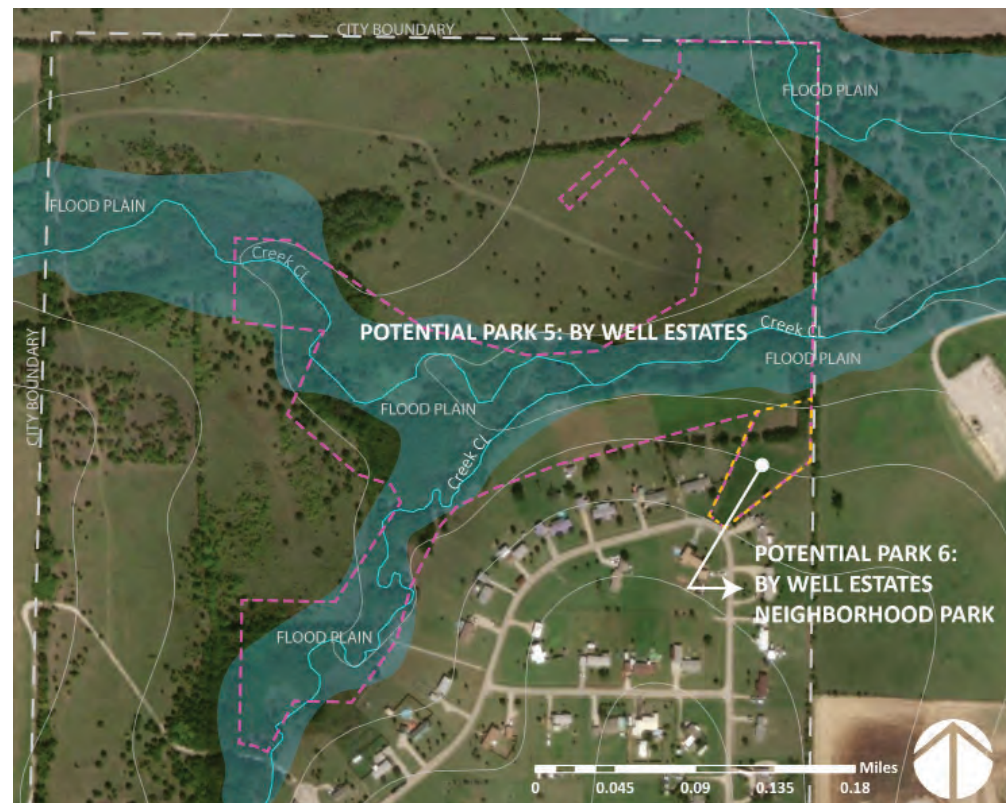 CITY BOUNDARY
FLOOD PLAIN
FLOOD PLAIN
Creek CL
POTENTIAL PARK 5: BY WELL ESTATES
Creek CL
FLOOD PLAIN
CITY BOUNDARY
FLOOD PLAIN
Creek CL
POTENTIAL PARK 6:
BY WELL ESTATES
NEIGHBORHOOD PARK
FLOOD PLAIN
Miles
0 0.045 0.09 0.135 0.18